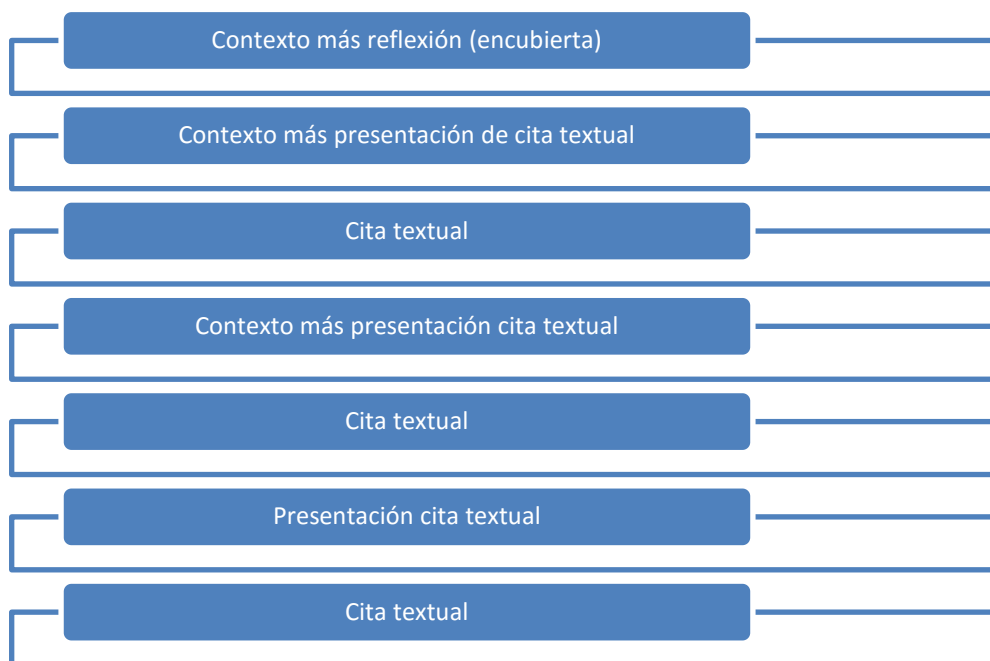 Contexto más reflexión (encubierta)
Contexto más presentación de cita textual
Cita textual
Contexto más presentación cita textual
Cita textual
Presentación cita textual
Cita textual